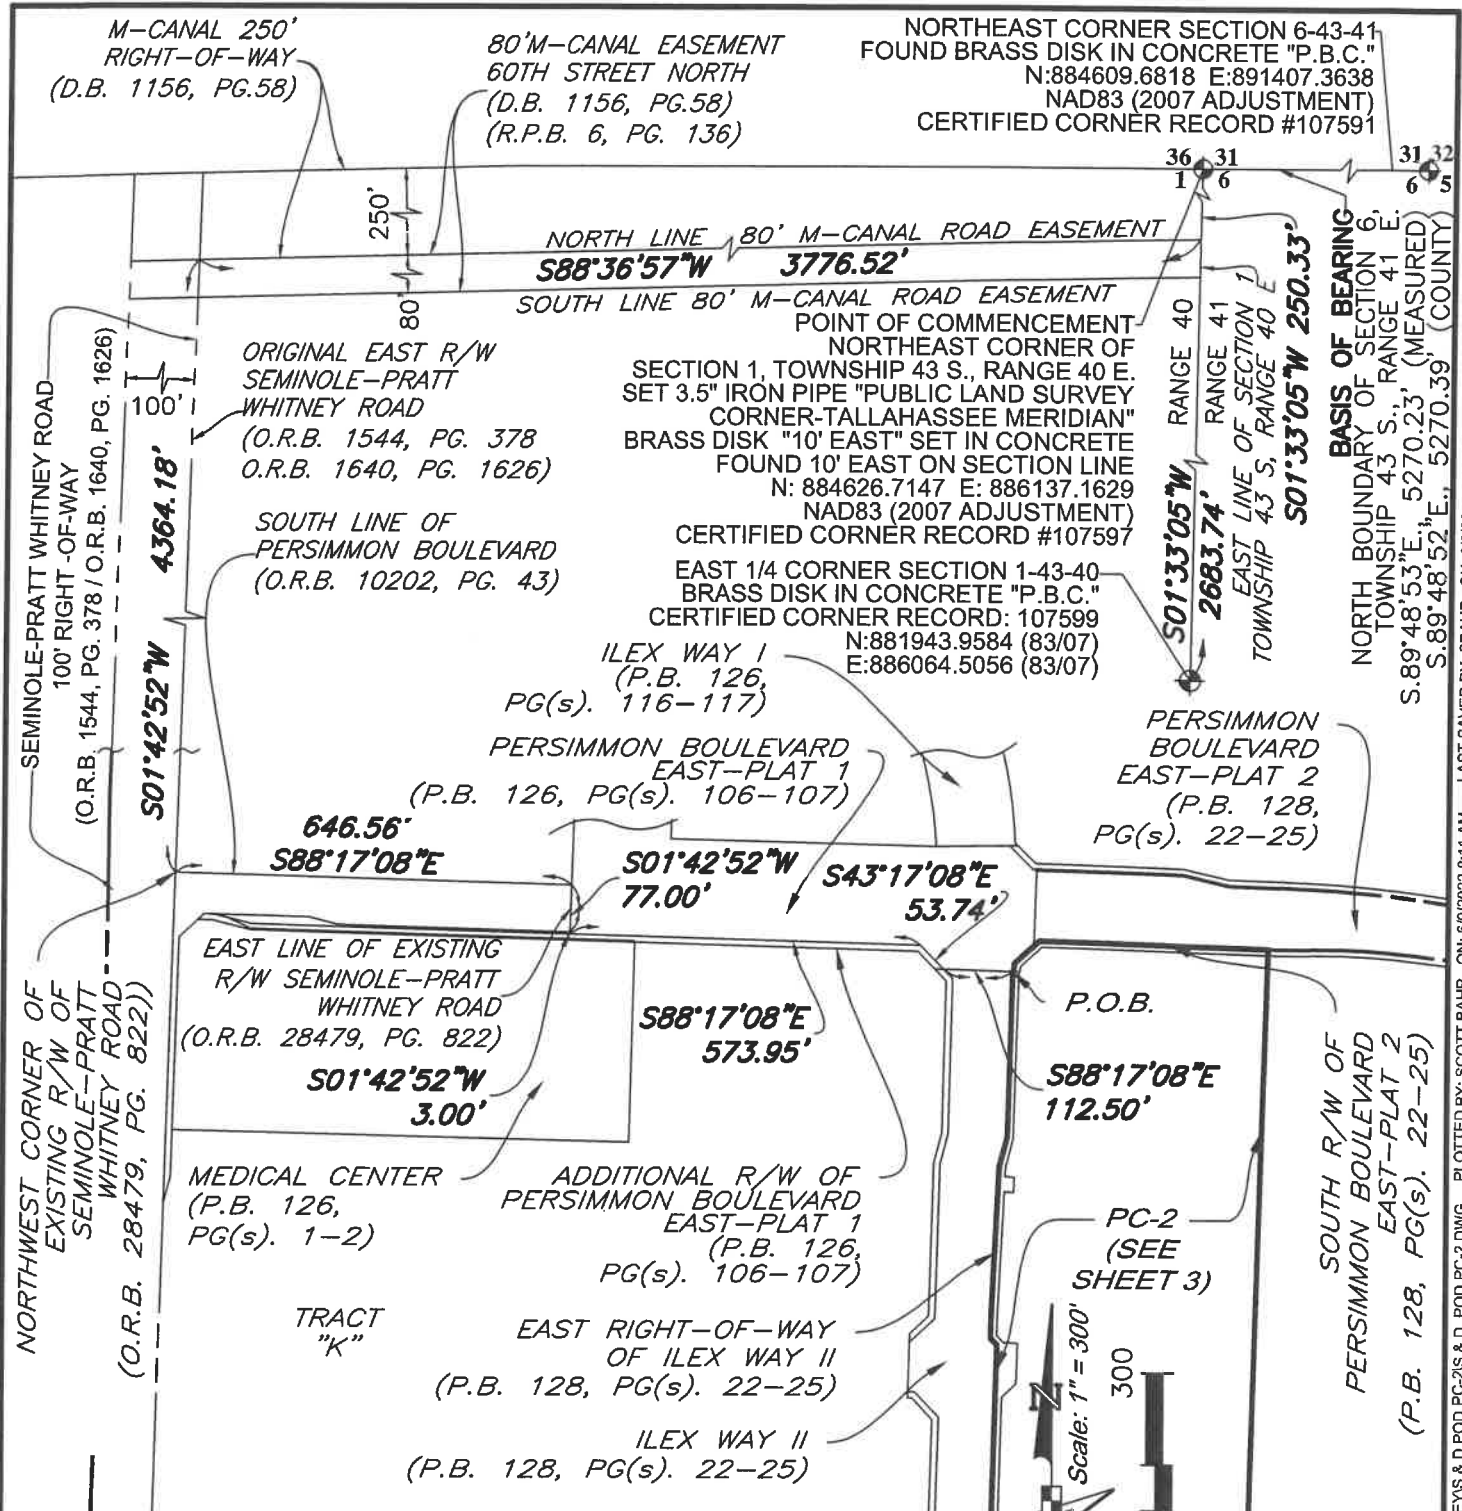 M-CANAL 250'
RIGHT-OF-WAY
(D.B. 1156, PG.58)
80'M-CANAL EASEMENT
60TH STREET NORTH
(D.B. 1156, PG.58)
(R.P.B. 6, PG. 136)
NORTHEAST CORNER SECTION 6-43-41
FOUND BRASS DISK IN CONCRETE "P.B.C."
N:884609.6818 E:891407.3638
NAD83 (2007 ADJUSTMENT)
CERTIFIED CORNER RECORD #107591
36 31
1 6
31 32
6 5
250'
80
NORTH LINE 80' M-CANAL ROAD EASEMENT
S88°36'57"W 3776.52'
SOUTH LINE 80' M-CANAL ROAD EASEMENT
POINT OF COMMENCEMENT
NORTHEAST CORNER OF
SECTION 1, TOWNSHIP 43 S., RANGE 40 E.
SET 3.5" IRON PIPE "PUBLIC LAND SURVEY
CORNER-TALLAHASSEE MERIDIAN"
BRASS DISK "10' EAST" SET IN CONCRETE
FOUND 10' EAST ON SECTION LINE
N: 884626.7147 E: 886137.1629
NAD83 (2007 ADJUSTMENT)
CERTIFIED CORNER RECORD #107597
EAST 1/4 CORNER SECTION 1-43-40
BRASS DISK IN CONCRETE "P.B.C."
CERTIFIED CORNER RECORD: 107599
N:881943.9584 (83/07)
E:886064.5056 (83/07)
S01°33'05"W
2683.74'
RANGE 40
RANGE 41
EAST LINE OF SECTION 1
TOWNSHIP 43 S, RANGE 40 E
S01°33'05"W 250.33'
BASIS OF BEARING
NORTH BOUNDARY OF SECTION 6,
TOWNSHIP 43 S., RANGE 41 E.
S.89°48'53"E., 5270.23' (MEASURED)
S.89°48'52"E., 5270.39' (COUNTY)
SEMINOLE-PRATT WHITNEY ROAD
100' RIGHT-OF-WAY
(O.R.B. 1544, PG. 378 / O.R.B. 1640, PG. 1626)
100'
S01°42'52"W 4364.18'
ORIGINAL EAST R/W
SEMINOLE-PRATT
WHITNEY ROAD
(O.R.B. 1544, PG. 378
O.R.B. 1640, PG. 1626)
SOUTH LINE OF
PERSIMMON BOULEVARD
(O.R.B. 10202, PG. 43)
ILEX WAY I
(P.B. 126,
PG(s). 116-117)
PERSIMMON BOULEVARD
EAST-PLAT 1
(P.B. 126, PG(s). 106-107)
PERSIMMON
BOULEVARD
EAST-PLAT 2
(P.B. 128,
PG(s). 22-25)
646.56'
S88°17'08"E
S01°42'52"W
77.00'
S43°17'08"E
53.74'
EAST LINE OF EXISTING
R/W SEMINOLE-PRATT
WHITNEY ROAD
(O.R.B. 28479, PG. 822)
S01°42'52"W
3.00'
S88°17'08"E
573.95'
P.O.B.
S88°17'08"E
112.50'
NORTHWEST CORNER OF
EXISTING R/W OF
SEMINOLE-PRATT
WHITNEY ROAD
(O.R.B. 28479, PG. 822))
MEDICAL CENTER
(P.B. 126,
PG(s). 1-2)
ADDITIONAL R/W OF
PERSIMMON BOULEVARD
EAST-PLAT 1
(P.B. 126,
PG(s). 106-107)
PC-2
(SEE
SHEET 3)
SOUTH R/W OF
PERSIMMON BOULEVARD
EAST-PLAT 2
(P.B. 128, PG(s). 22-25)
TRACT
"K"
EAST RIGHT-OF-WAY
OF ILEX WAY II
(P.B. 128, PG(s). 22-25)
ILEX WAY II
(P.B. 128, PG(s). 22-25)
N
Scale: 1" = 300'
300